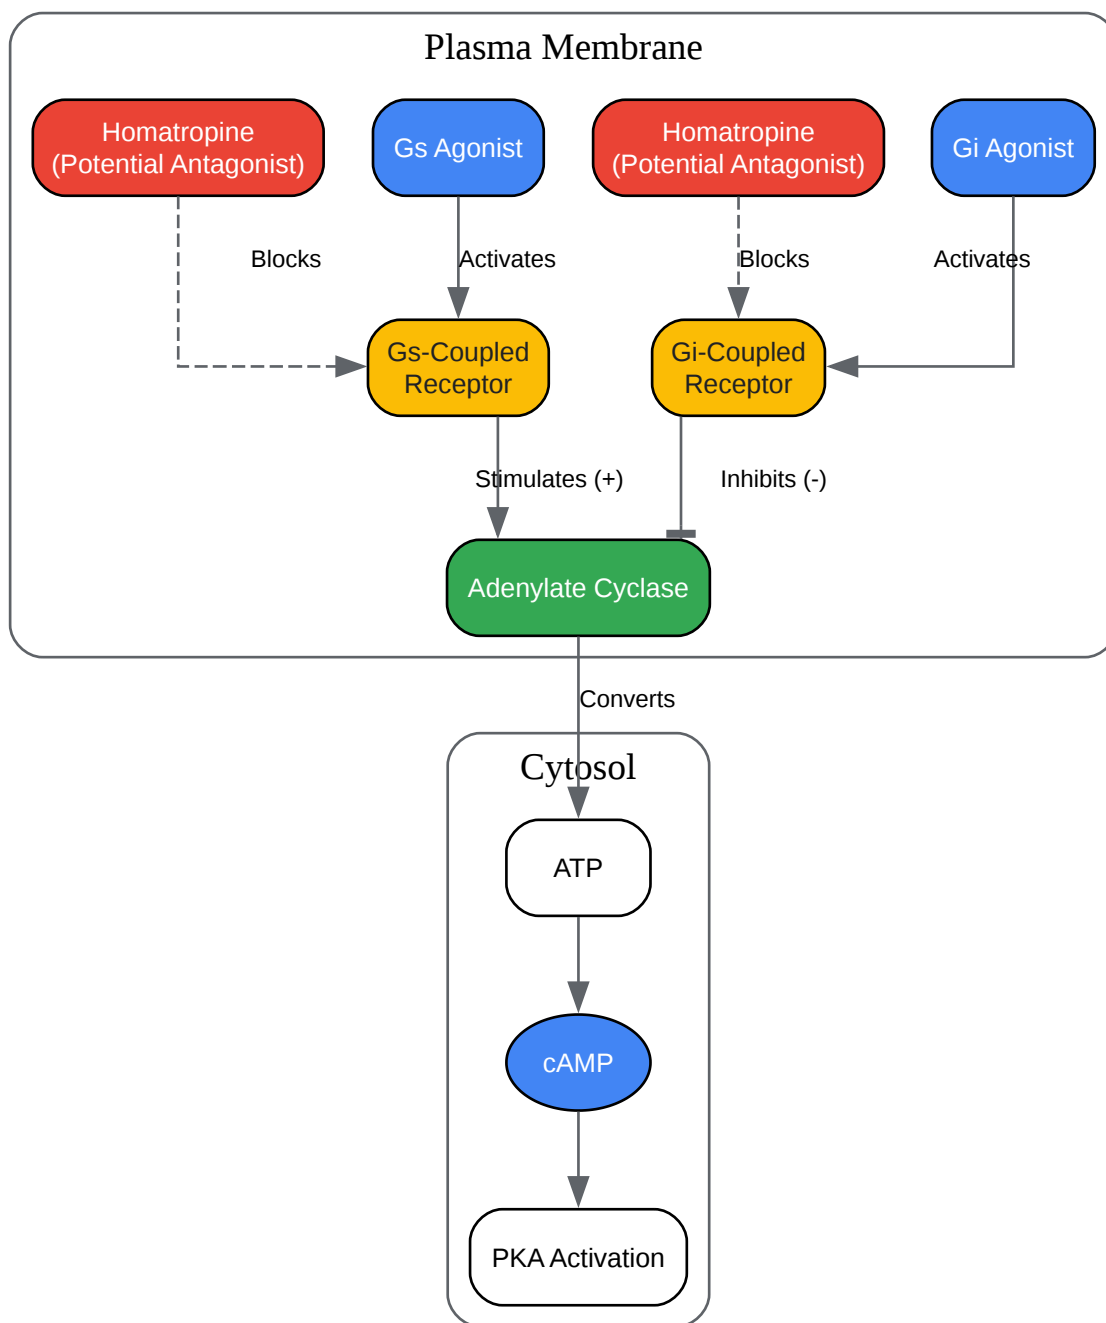 Plasma Membrane
Homatropine
(Potential Antagonist)
Gs Agonist
Homatropine
(Potential Antagonist)
Gi Agonist
Blocks
Activates
Blocks
Activates
Gs-Coupled
Receptor
Gi-Coupled
Receptor
Stimulates (+)
Inhibits (-)
Adenylate Cyclase
Converts
Cytosol
ATP
cAMP
PKA Activation